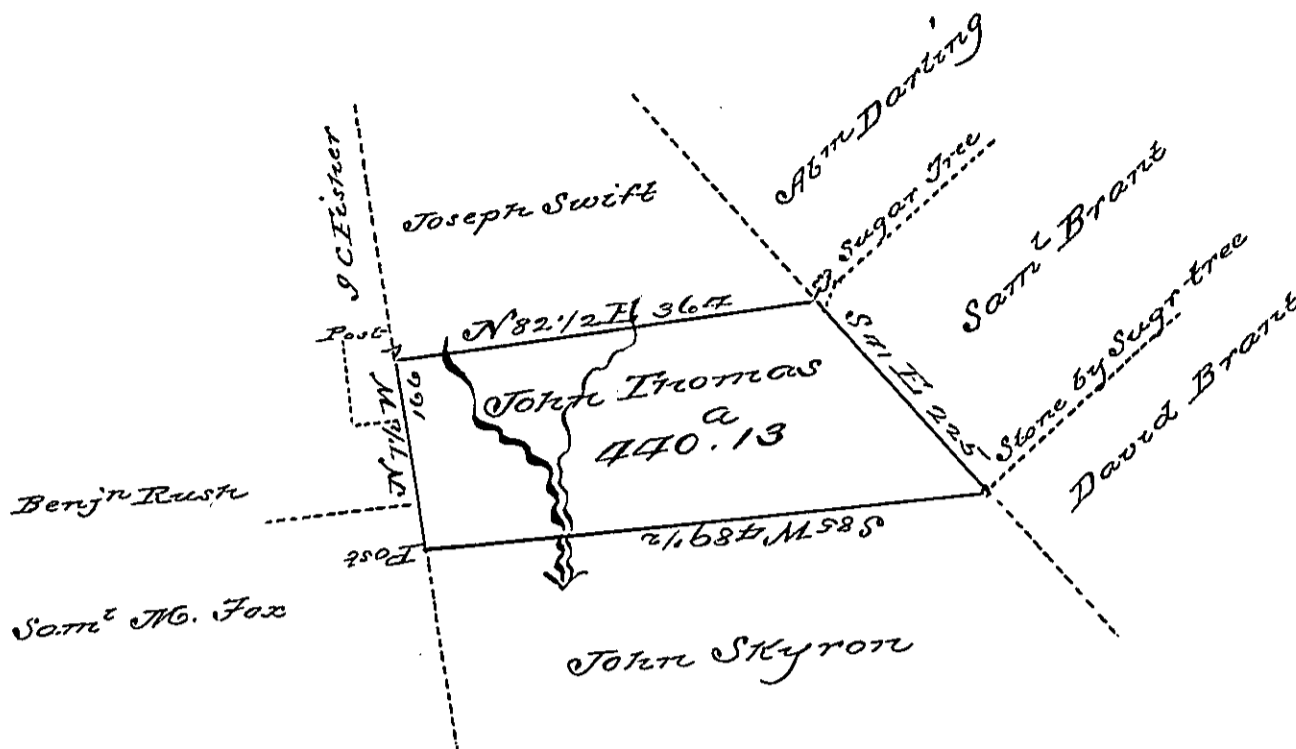 Abm Darling
J C Fisher
Joseph Swift
Sugar Tree
Saml Brant
N 82 1/2 E 367
Post
S 41 E 225
Stone by Sugr tree
David Brant
John Thomas
a
440.13
N 7 1/2 W 166
Benjn Rush
S 85 W 489 1/2
Post
Saml M. Fox
John Skyron